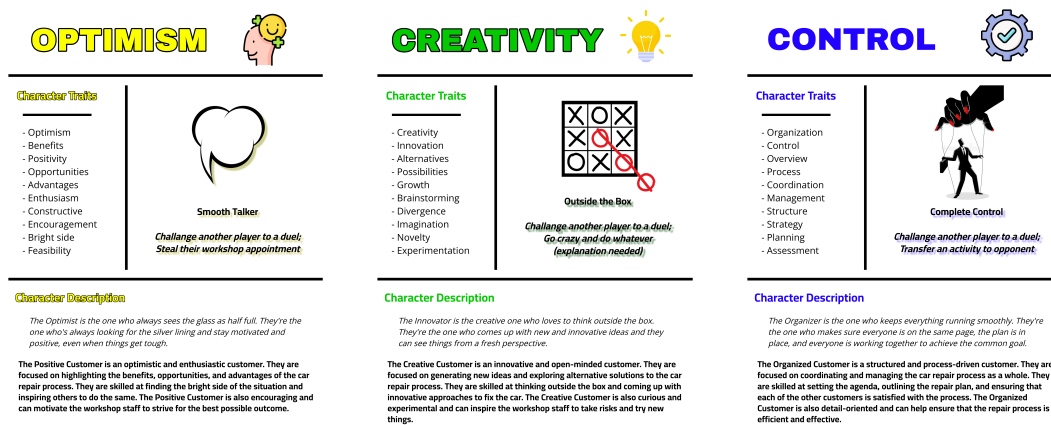 OPTIMISM
Character Traits
- Optimism
- Benefits
- Positivity
- Opportunities
- Advantages
- Enthusiasm
- Constructive
- Encouragement
- Bright side
- Feasibility
Smooth Talker
Challange another player to a duel;
Steal their workshop appointment
Character Description
The Optimist is the one who always sees the glass as half full. They're the
one who's always looking for the silver lining and stay motivated and
positive, even when things get tough.
The Positive Customer is an optimistic and enthusiastic customer. They are
focused on highlighting the benefits, opportunities, and advantages of the car
repair process. They are skilled at finding the bright side of the situation and
inspiring others to do the same. The Positive Customer is also encouraging and
can motivate the workshop staff to strive for the best possible outcome.
CREATIVITY
Character Traits
- Creativity
- Innovation
- Alternatives
- Possibilities
- Growth
- Brainstorming
- Divergence
- Imagination
- Novelty
- Experimentation
X O X
X O X
O X O
O
Outside the Box
Challange another player to a duel;
Go crazy and do whatever
(explanation needed)
Character Description
The Innovator is the creative one who loves to think outside the box.
They're the one who comes up with new and innovative ideas and they
can see things from a fresh perspective.
The Creative Customer is an innovative and open-minded customer. They are
focused on generating new ideas and exploring alternative solutions to the car
repair process. They are skilled at thinking outside the box and coming up with
innovative approaches to fix the car. The Creative Customer is also curious and
experimental and can inspire the workshop staff to take risks and try new
things.
CONTROL
Character Traits
- Organization
- Control
- Overview
- Process
- Coordination
- Management
- Structure
- Strategy
- Planning
- Assessment
Complete Control
Challange another player to a duel;
Transfer an activity to opponent
Character Description
The Organizer is the one who keeps everything running smoothly. They're
the one who makes sure everyone is on the same page, the plan is in
place, and everyone is working together to achieve the common goal.
The Organized Customer is a structured and process-driven customer. They are
focused on coordinating and managing the car repair process as a whole. They
are skilled at setting the agenda, outlining the repair plan, and ensuring that
each of the other customers is satisfied with the process. The Organized
Customer is also detail-oriented and can help ensure that the repair process is
efficient and effective.